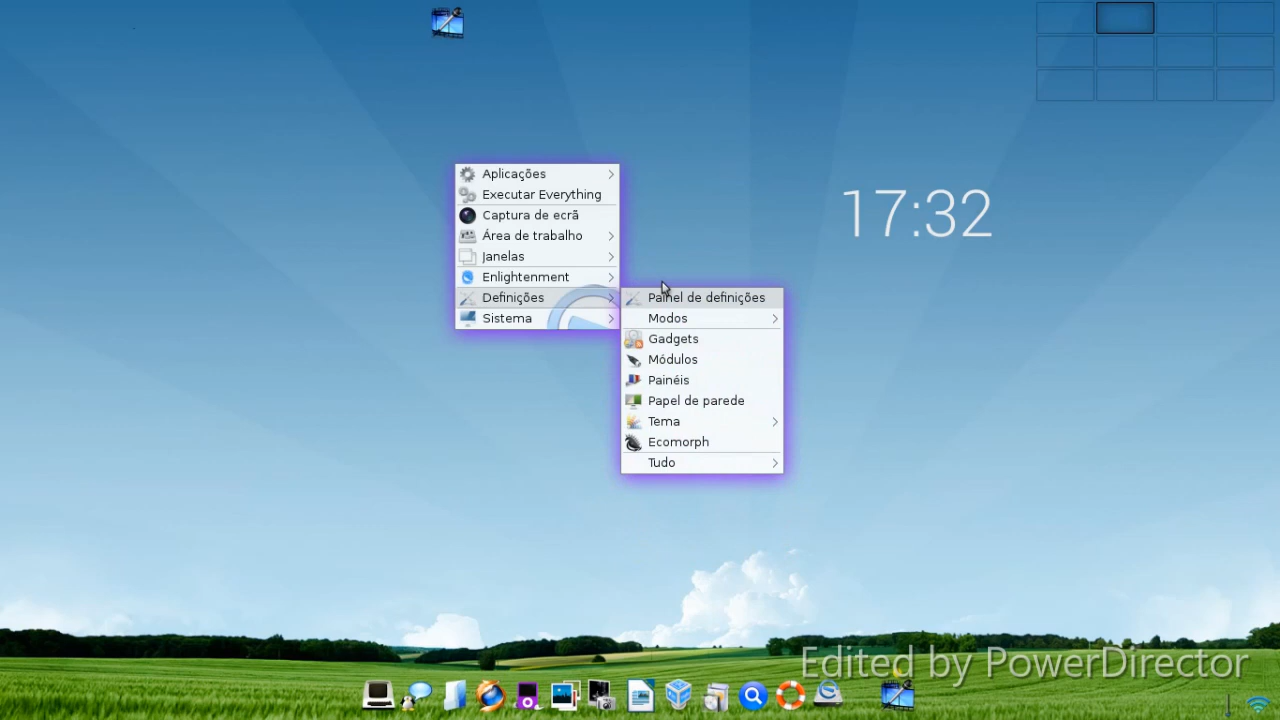 17:32
Aplicações
Executar Everything
Captura de ecrã
Área de trabalho
Janelas
Enlightenment
Definições
Sistema
Painel de definições
Modos
Gadgets
Módulos
Painéis
Papel de parede
Tema
Ecomorph
Tudo
Edited by PowerDirector